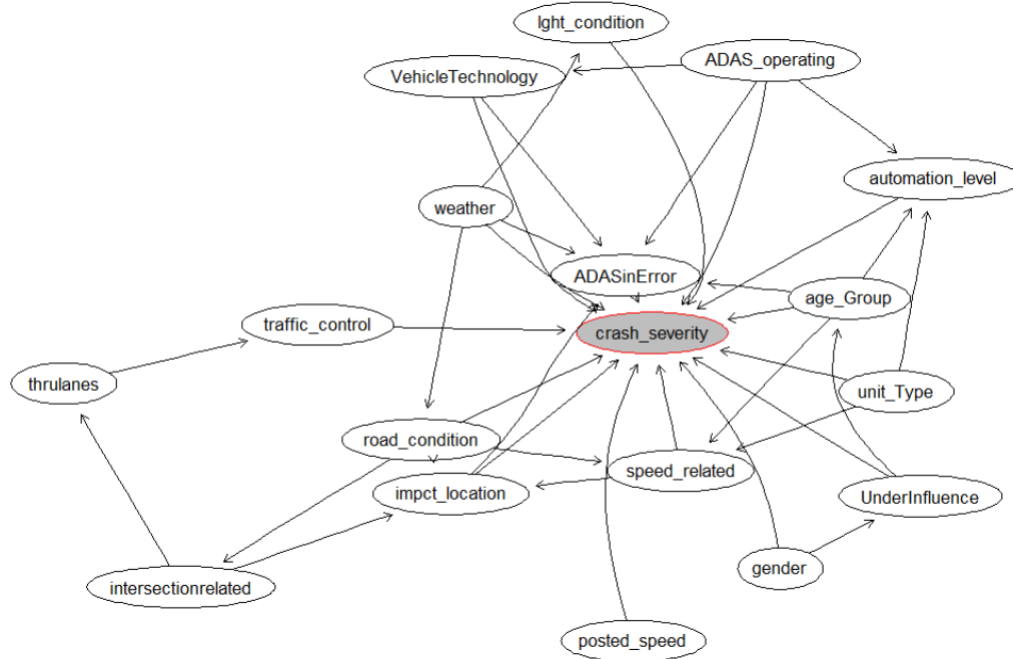 lght_condition
ADAS_operating
VehicleTechnology
automation_level
weather
ADASinError
age_Group
traffic_control
crash_severity
thrulanes
unit_Type
road_condition
speed_related
impct_location
UnderInfluence
gender
intersectionrelated
posted_speed